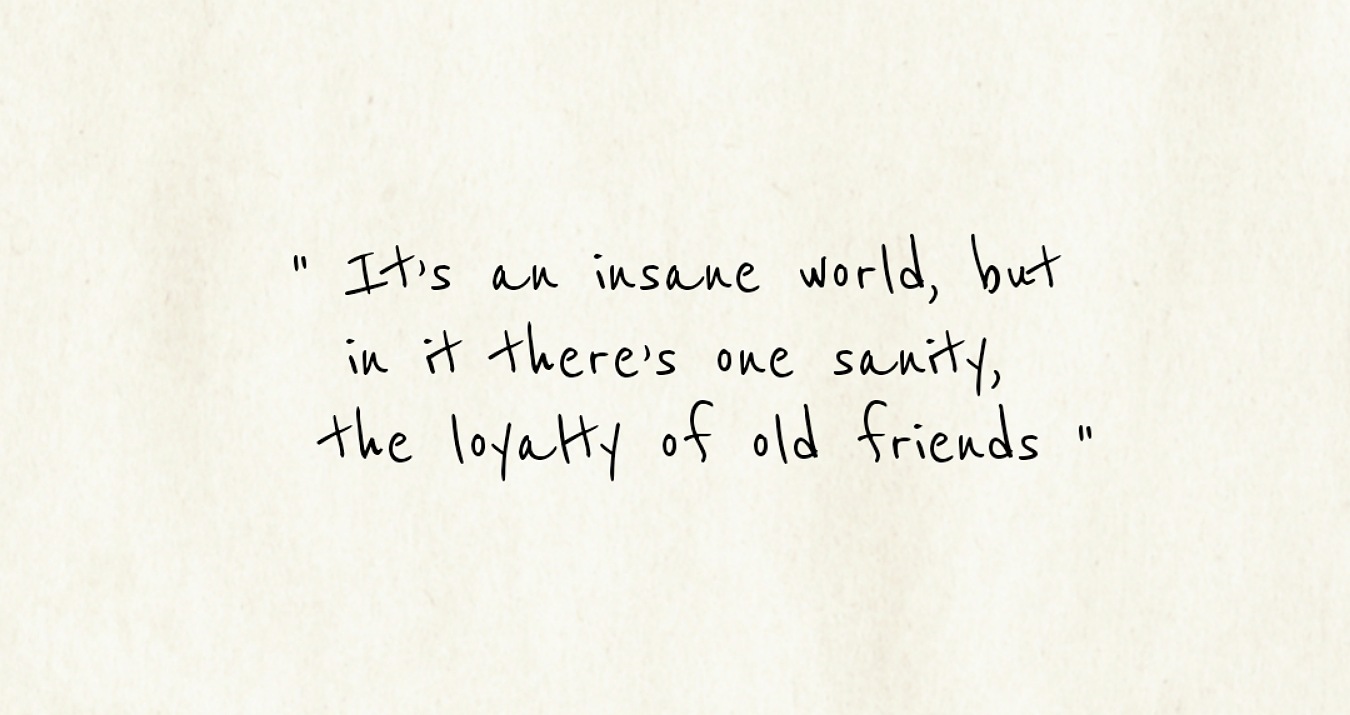 " It's an insane world, but
in it there's one sanity,
the loyalty of old friends "